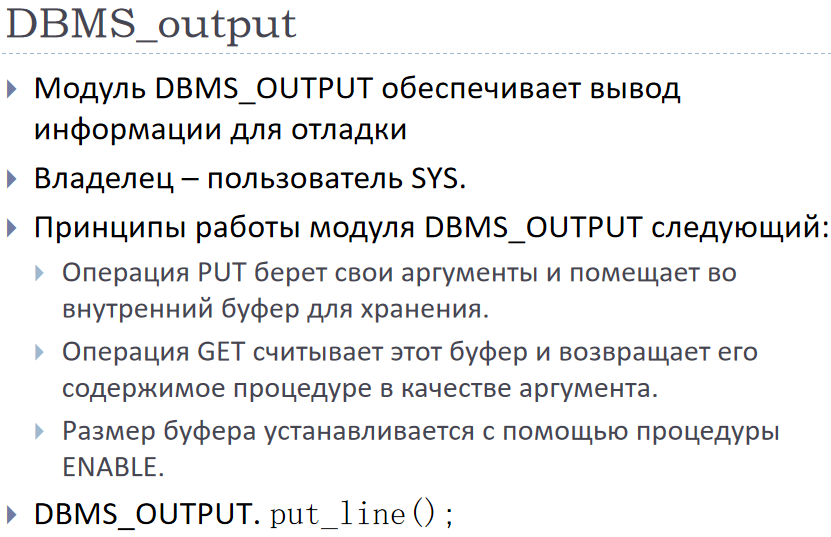 DBMS_output
Модуль DBMS_OUTPUT обеспечивает вывод
информации для отладки
Владелец – пользователь SYS.
Принципы работы модуля DBMS_OUTPUT следующий:
Операция PUT берет свои аргументы и помещает во
внутренний буфер для хранения.
Операция GET считывает этот буфер и возвращает его
содержимое процедуре в качестве аргумента.
Размер буфера устанавливается с помощью процедуры
ENABLE.
DBMS_OUTPUT. put_line();